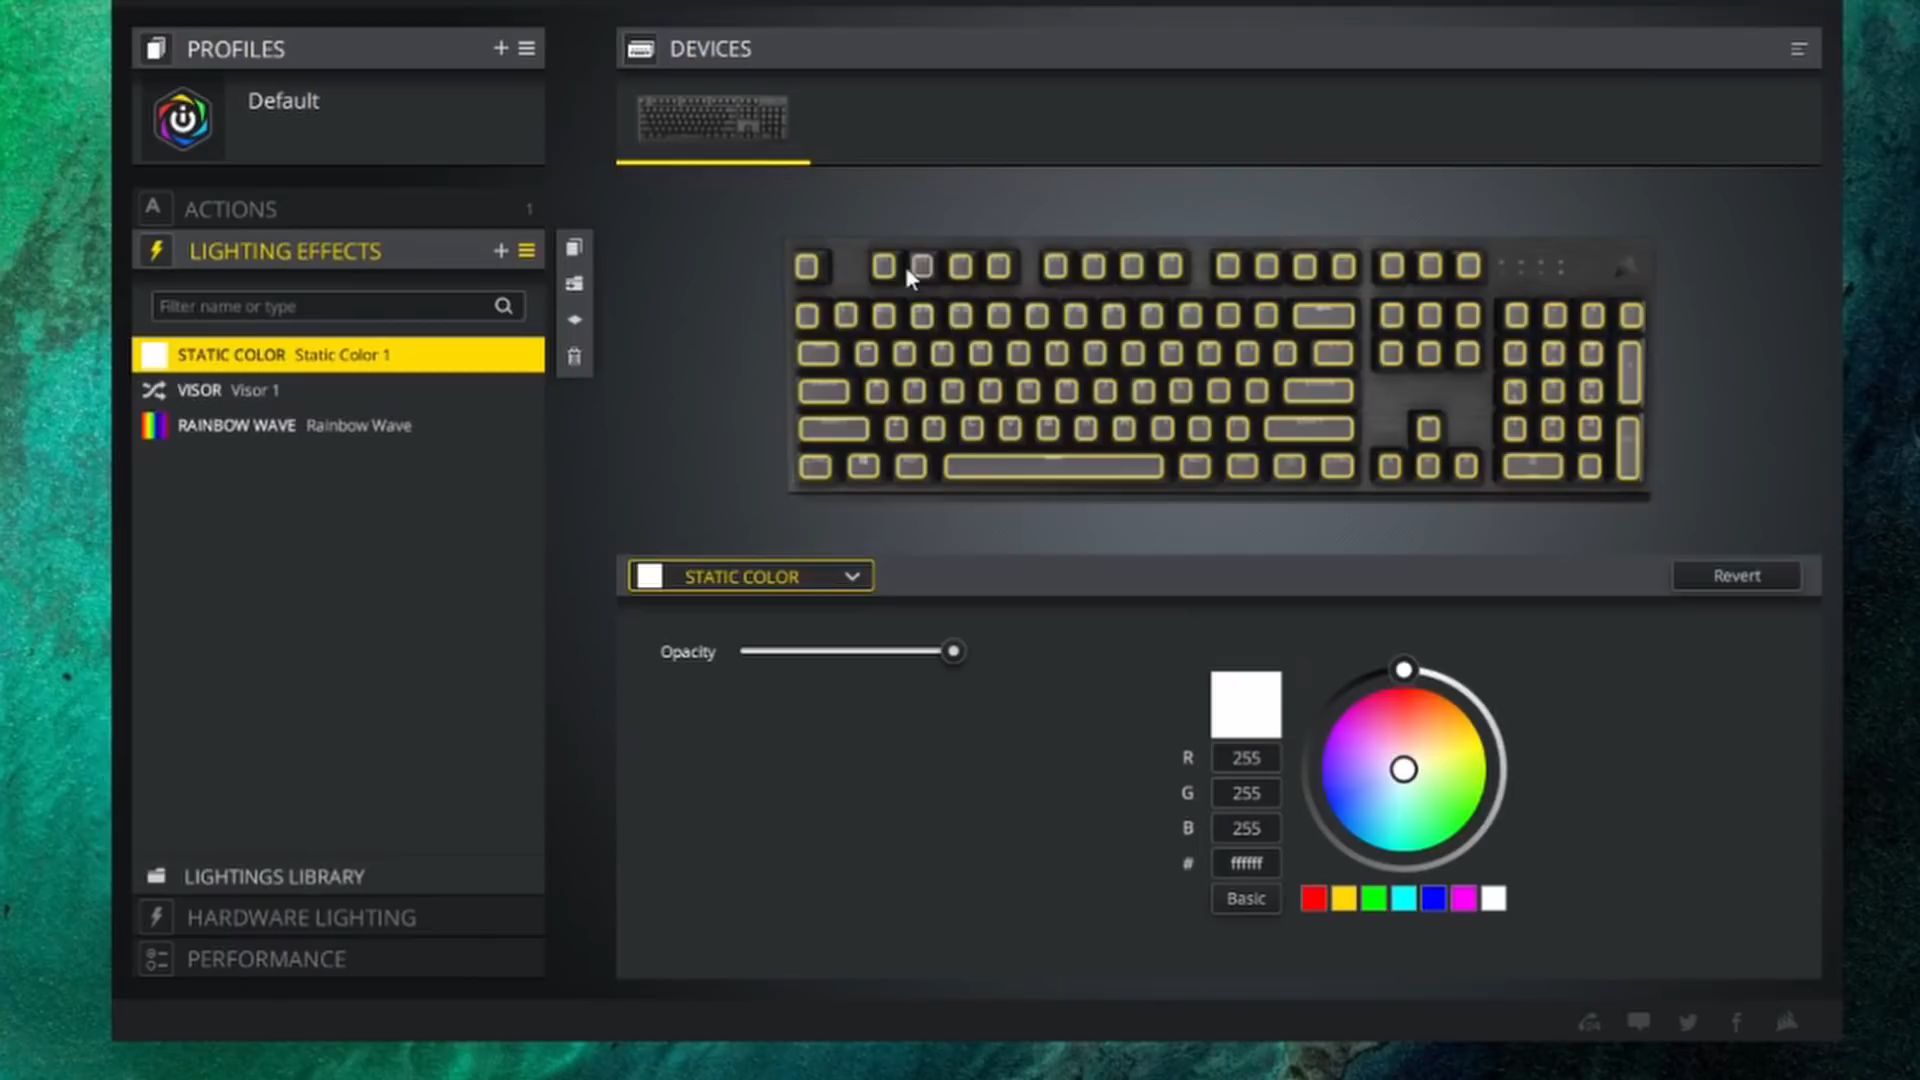 PROFILES
Default
A ACTIONS 1
LIGHTING EFFECTS
Filter name or type
STATIC COLOR Static Color 1
VISOR Visor 1
RAINBOW WAVE Rainbow Wave
LIGHTINGS LIBRARY
HARDWARE LIGHTING
PERFORMANCE
DEVICES
STATIC COLOR
Revert
Opacity
R 255
G 255
B 255
# ffffff
Basic